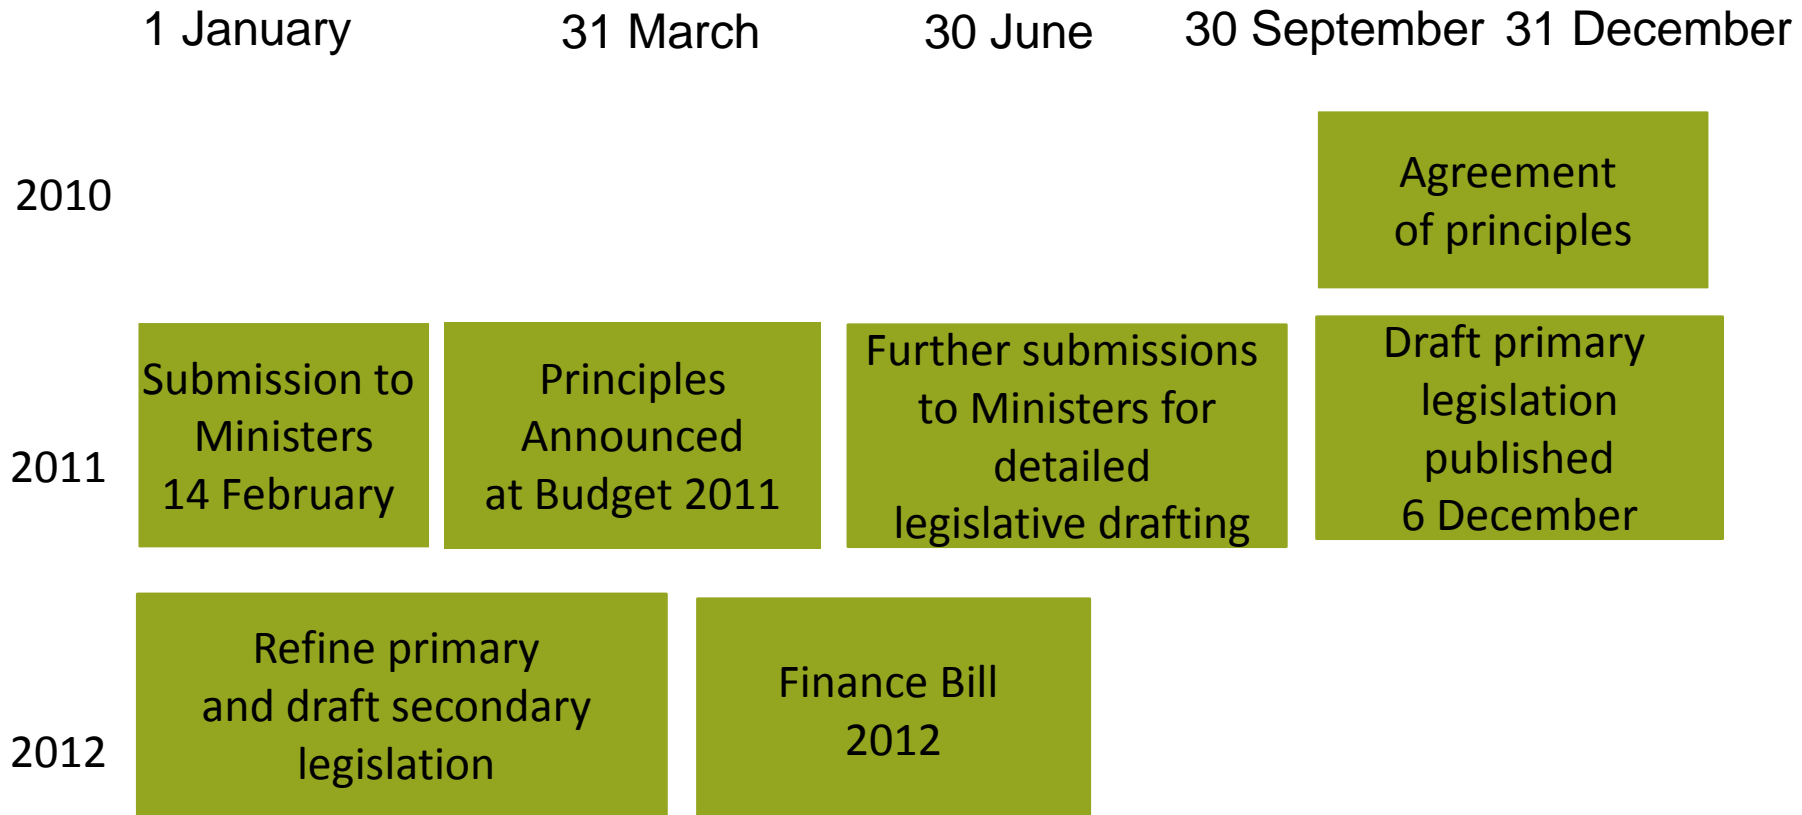 1 January 31 March 30 June 30 September 31 December
2010
Agreement
of principles
2011
Submission to
Ministers
14 February
Principles
Announced
at Budget 2011
Further submissions
to Ministers for
detailed
legislative drafting
Draft primary
legislation
published
6 December
2012
Refine primary
and draft secondary
legislation
Finance Bill
2012